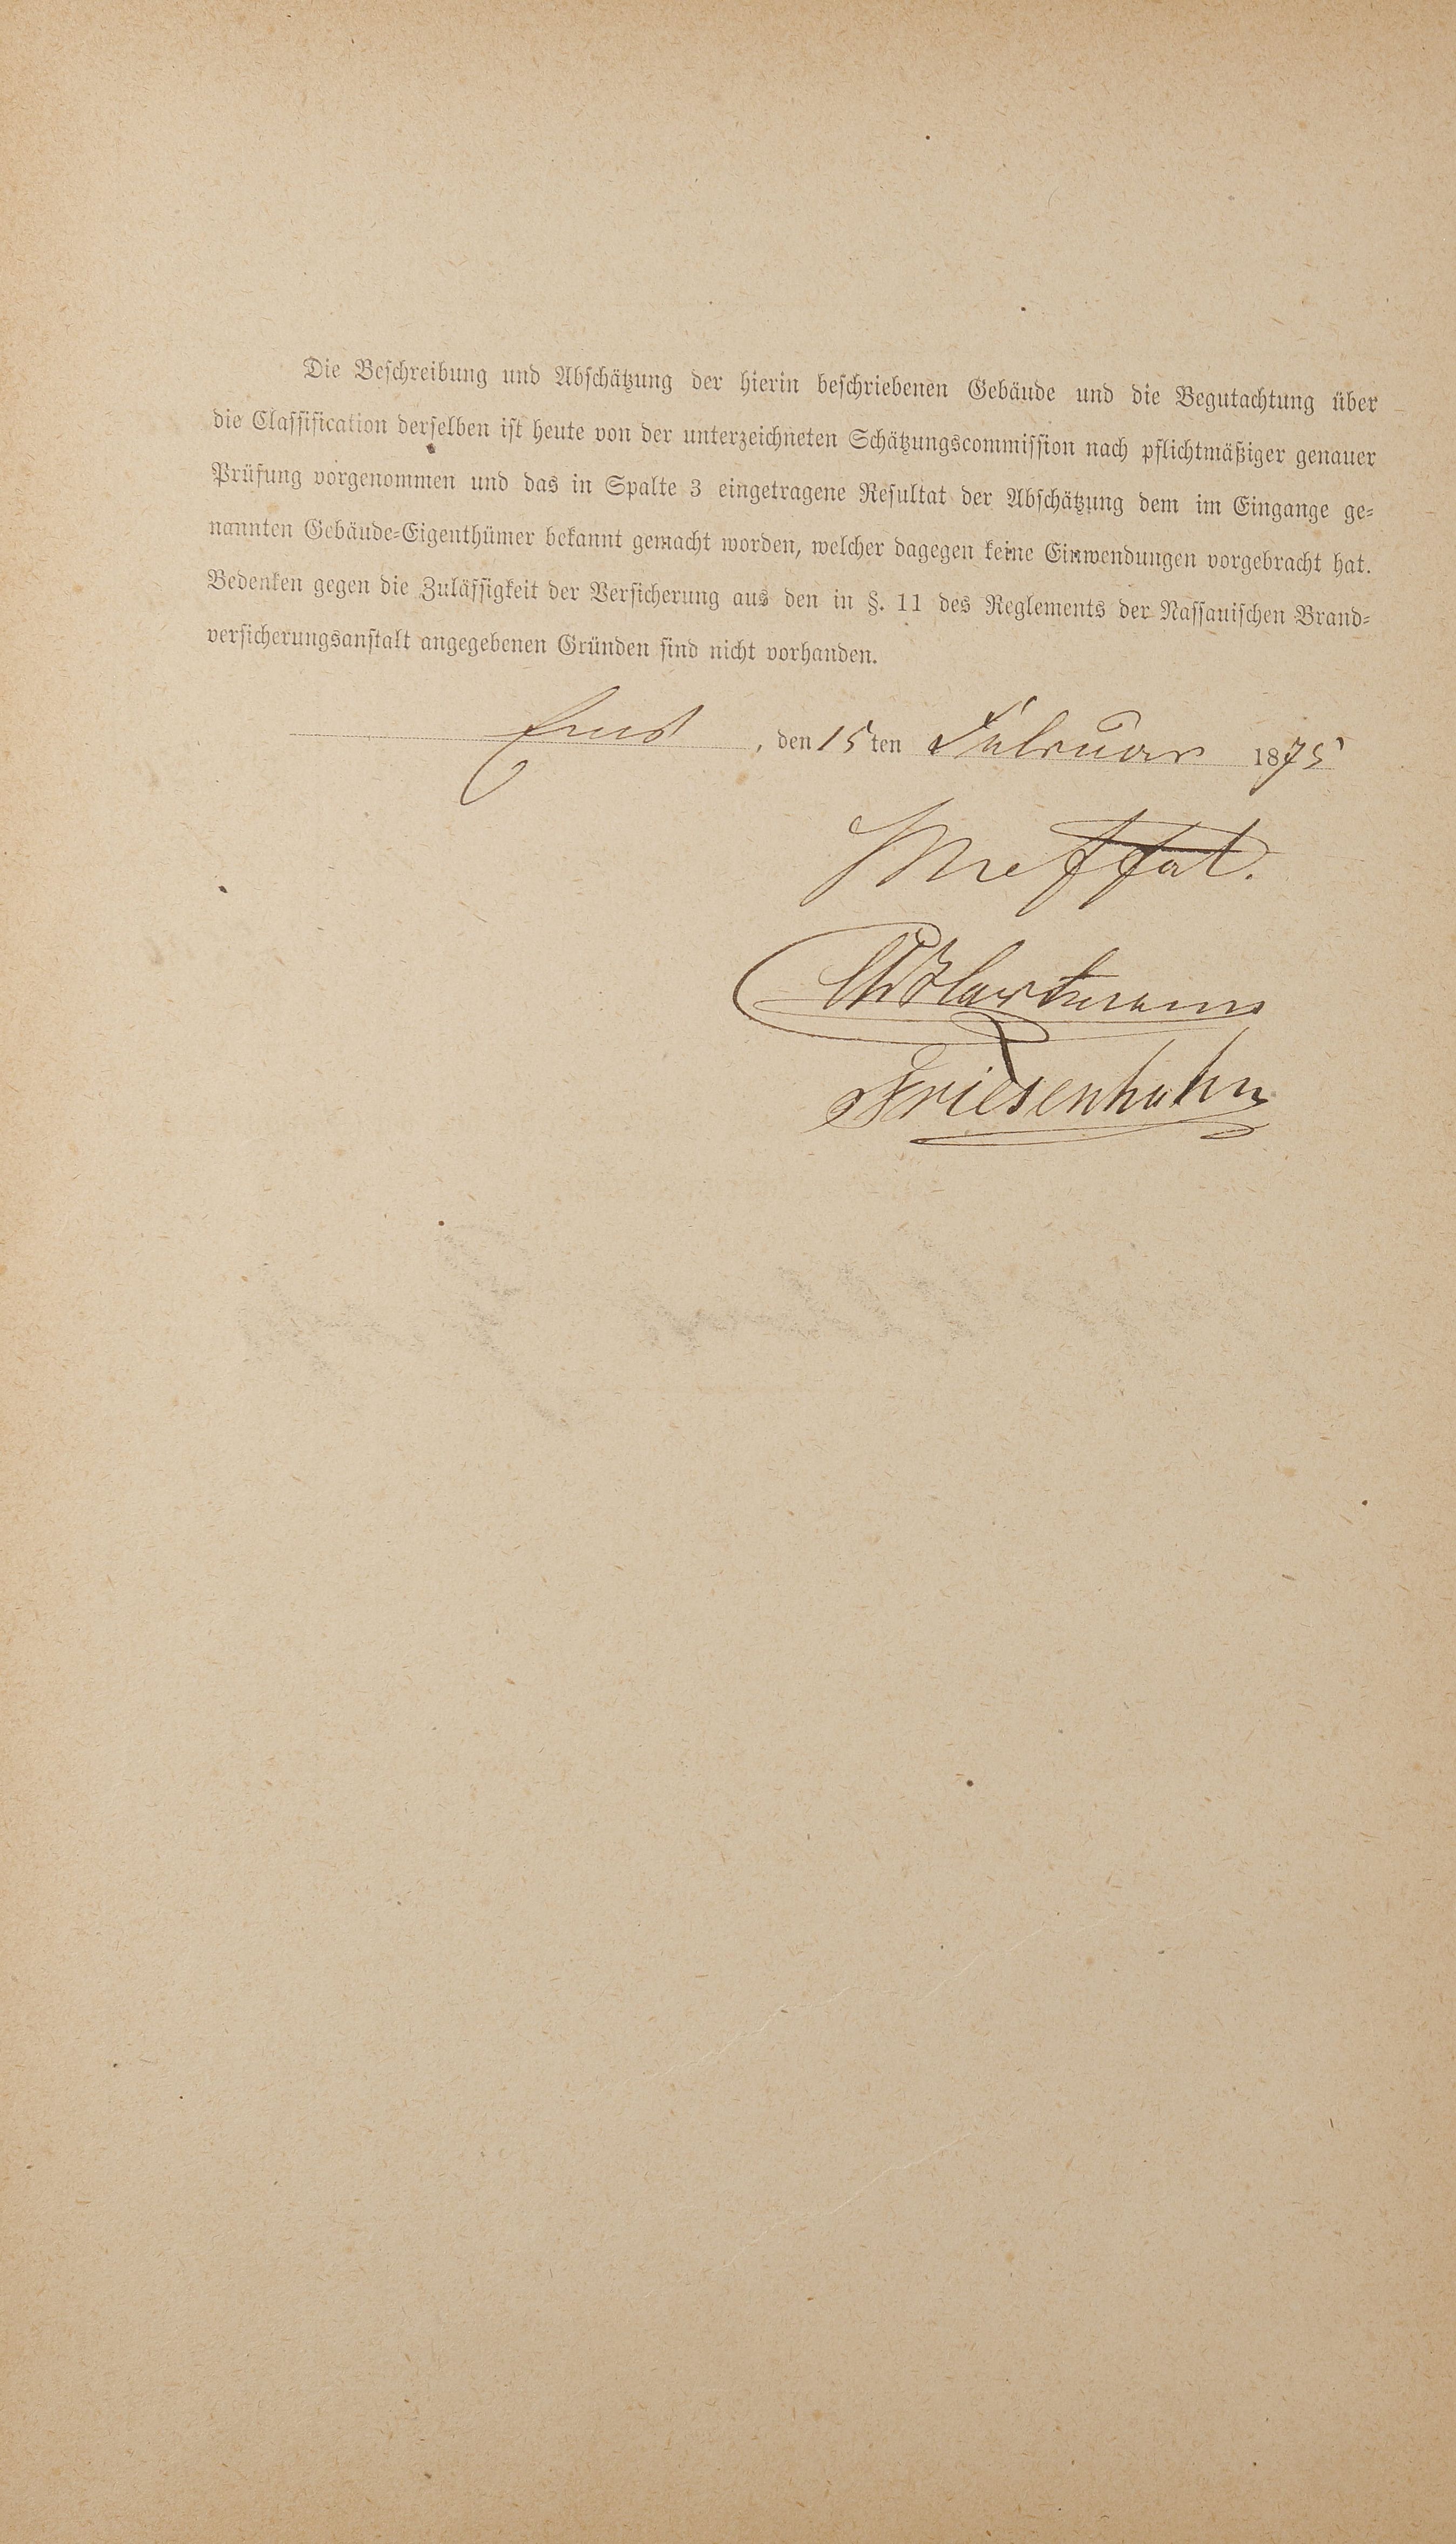 Die Beschreibung und Abschätzung der hierin beschriebenen Gebäude und die Begutachtung über
die Classification derselben ist heute von der unterzeichneten Schätzungscommission nach pflichtmäßiger genauer
Prüfung vorgenommen und das in Spalte 3 eingetragene Resultat der Abschätzung dem im Eingange ge-
nannten Gebäude-Eigenthümer bekannt gemacht worden, welcher dagegen keine Einwendungen vorgebracht hat.
Bedenken gegen die Zulässigkeit der Versicherung aus den in §. 11 des Reglements der Nassauischen Brand-
versicherungsanstalt angegebenen Gründen sind nicht vorhanden.
Ems, den 15ten Februar 1875
Meffat.
Hartmann
Friesenhahn